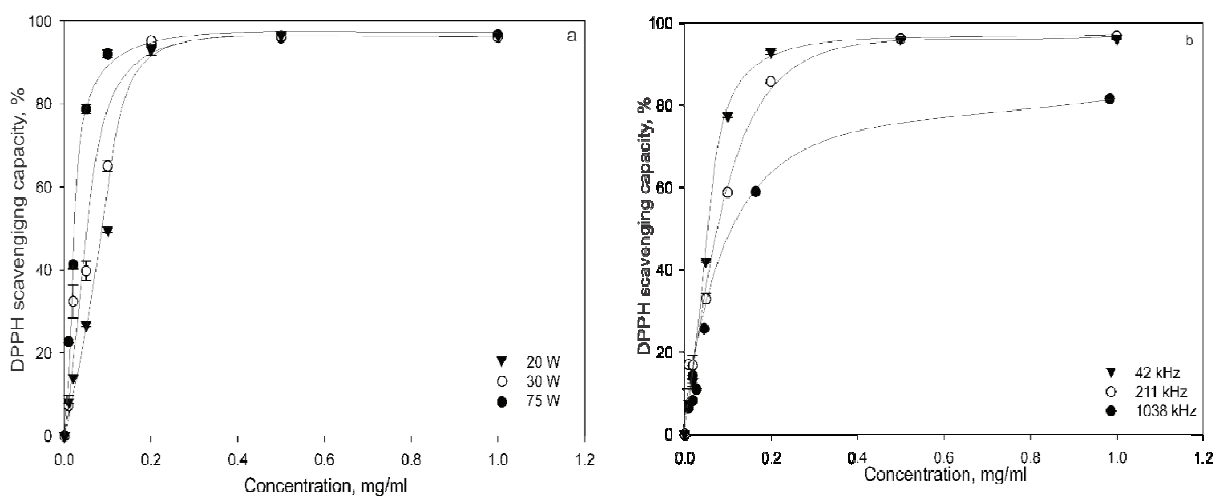 100
80
60
40
20
0
DPPH scavengiging capacity, %
a
20 W
30 W
75 W
0.0
0.2
0.4
0.6
0.8
1.0
1.2
Concentration, mg/ml
100
80
60
40
20
0
DPPH scavenging capacity, %
b
42 kHz
211 kHz
1038 kHz
0.0
0.2
0.4
0.6
0.8
1.0
1.2
Concentration, mg/ml